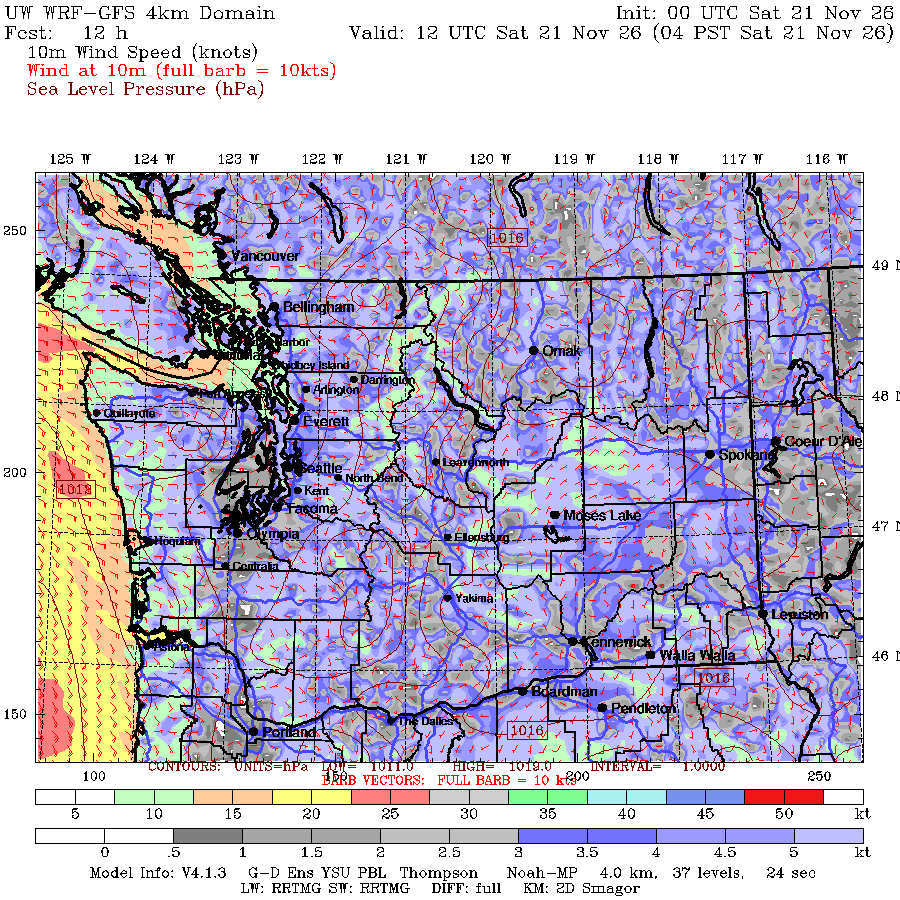 UW WRF-GFS 4km Domain Init: 00 UTC Sat 21 Nov 26
Fcst: 12 h Valid: 12 UTC Sat 21 Nov 26 (04 PST Sat 21 Nov 26)
10m Wind Speed (knots)
Wind at 10m (full barb = 10kts)
Sea Level Pressure (hPa)
125 W 124 W 123 W 122 W 121 W 120 W 119 W 118 W 117 W 116 W
250
1016
Vancouver
49 N
Bellingham
Omak
Whidbey Island
Darrington
Arlington
48 N
Quillayute
Everett
Coeur D'Ale
Spokane
Leavenworth
Seattle
200
North Bend
1012
Kent
Tacoma
Moses Lake
47 N
Olympia
Ellensburg
Hoquiam
Centralia
Yakima
Lewiston
Kennewick
Astoria
Walla Walla
46 N
1016
Boardman
Pendleton
150
The Dalles
1016
Portland
CONTOURS: UNITS=hPa LOW= 1011.0 HIGH= 1019.0 INTERVAL= 1.0000
100 150 200 250
BARB VECTORS: FULL BARB = 10 kts
5 10 15 20 25 30 35 40 45 50 kt
0 .5 1 1.5 2 2.5 3 3.5 4 4.5 5 kt
Model Info: V4.1.3 G-D Ens YSU PBL Thompson Noah-MP 4.0 km, 37 levels, 24 sec
LW: RRTMG SW: RRTMG DIFF: full KM: 2D Smagor